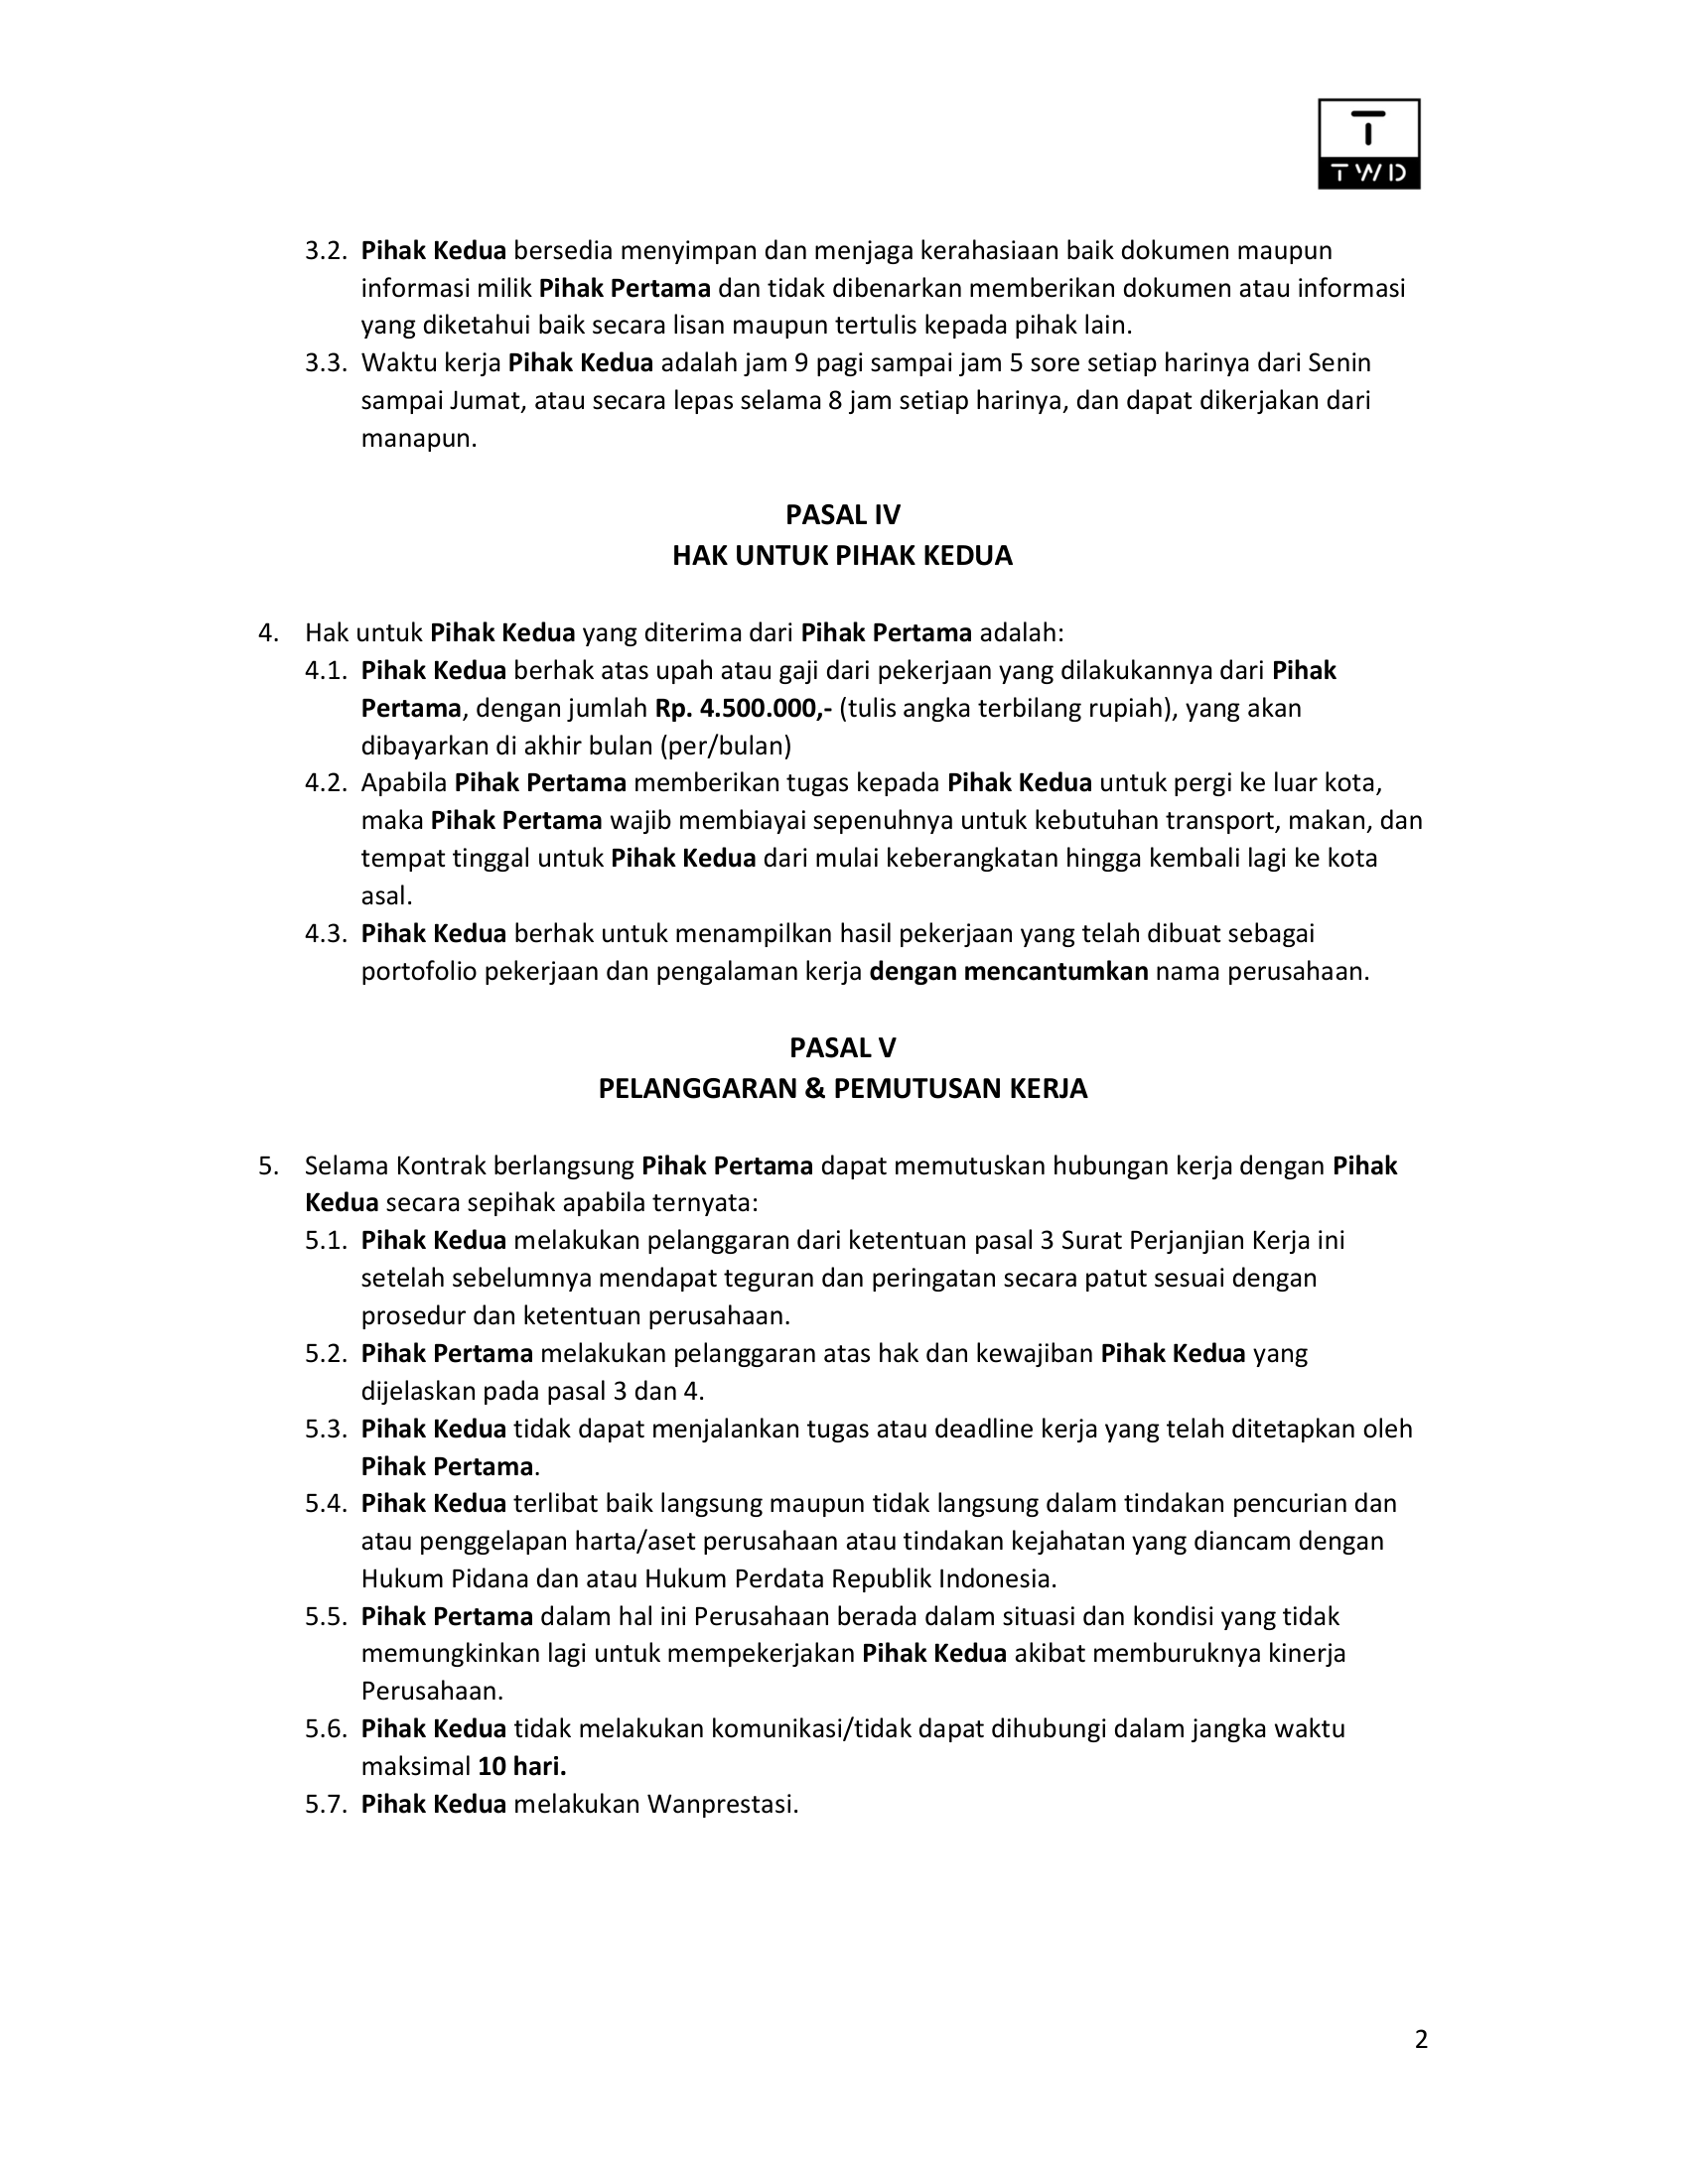 T
TWD
3.2. Pihak Kedua bersedia menyimpan dan menjaga kerahasiaan baik dokumen maupun
informasi milik Pihak Pertama dan tidak dibenarkan memberikan dokumen atau informasi
yang diketahui baik secara lisan maupun tertulis kepada pihak lain.
3.3. Waktu kerja Pihak Kedua adalah jam 9 pagi sampai jam 5 sore setiap harinya dari Senin
sampai Jumat, atau secara lepas selama 8 jam setiap harinya, dan dapat dikerjakan dari
manapun.
PASAL IV
HAK UNTUK PIHAK KEDUA
4. Hak untuk Pihak Kedua yang diterima dari Pihak Pertama adalah:
4.1. Pihak Kedua berhak atas upah atau gaji dari pekerjaan yang dilakukannya dari Pihak
Pertama, dengan jumlah Rp. 4.500.000,- (tulis angka terbilang rupiah), yang akan
dibayarkan di akhir bulan (per/bulan)
4.2. Apabila Pihak Pertama memberikan tugas kepada Pihak Kedua untuk pergi ke luar kota,
maka Pihak Pertama wajib membiayai sepenuhnya untuk kebutuhan transport, makan, dan
tempat tinggal untuk Pihak Kedua dari mulai keberangkatan hingga kembali lagi ke kota
asal.
4.3. Pihak Kedua berhak untuk menampilkan hasil pekerjaan yang telah dibuat sebagai
portofolio pekerjaan dan pengalaman kerja dengan mencantumkan nama perusahaan.
PASAL V
PELANGGARAN & PEMUTUSAN KERJA
5. Selama Kontrak berlangsung Pihak Pertama dapat memutuskan hubungan kerja dengan Pihak
Kedua secara sepihak apabila ternyata:
5.1. Pihak Kedua melakukan pelanggaran dari ketentuan pasal 3 Surat Perjanjian Kerja ini
setelah sebelumnya mendapat teguran dan peringatan secara patut sesuai dengan
prosedur dan ketentuan perusahaan.
5.2. Pihak Pertama melakukan pelanggaran atas hak dan kewajiban Pihak Kedua yang
dijelaskan pada pasal 3 dan 4.
5.3. Pihak Kedua tidak dapat menjalankan tugas atau deadline kerja yang telah ditetapkan oleh
Pihak Pertama.
5.4. Pihak Kedua terlibat baik langsung maupun tidak langsung dalam tindakan pencurian dan
atau penggelapan harta/aset perusahaan atau tindakan kejahatan yang diancam dengan
Hukum Pidana dan atau Hukum Perdata Republik Indonesia.
5.5. Pihak Pertama dalam hal ini Perusahaan berada dalam situasi dan kondisi yang tidak
memungkinkan lagi untuk mempekerjakan Pihak Kedua akibat memburuknya kinerja
Perusahaan.
5.6. Pihak Kedua tidak melakukan komunikasi/tidak dapat dihubungi dalam jangka waktu
maksimal 10 hari.
5.7. Pihak Kedua melakukan Wanprestasi.
2